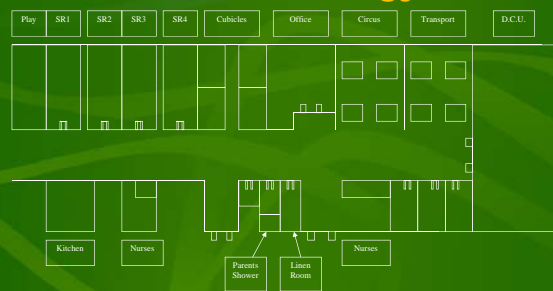 Play SR1 SR2 SR3 SR4 Cubicles Office Circus Transport D.C.U.
Kitchen Nurses Nurses
Parents Linen
Shower Room